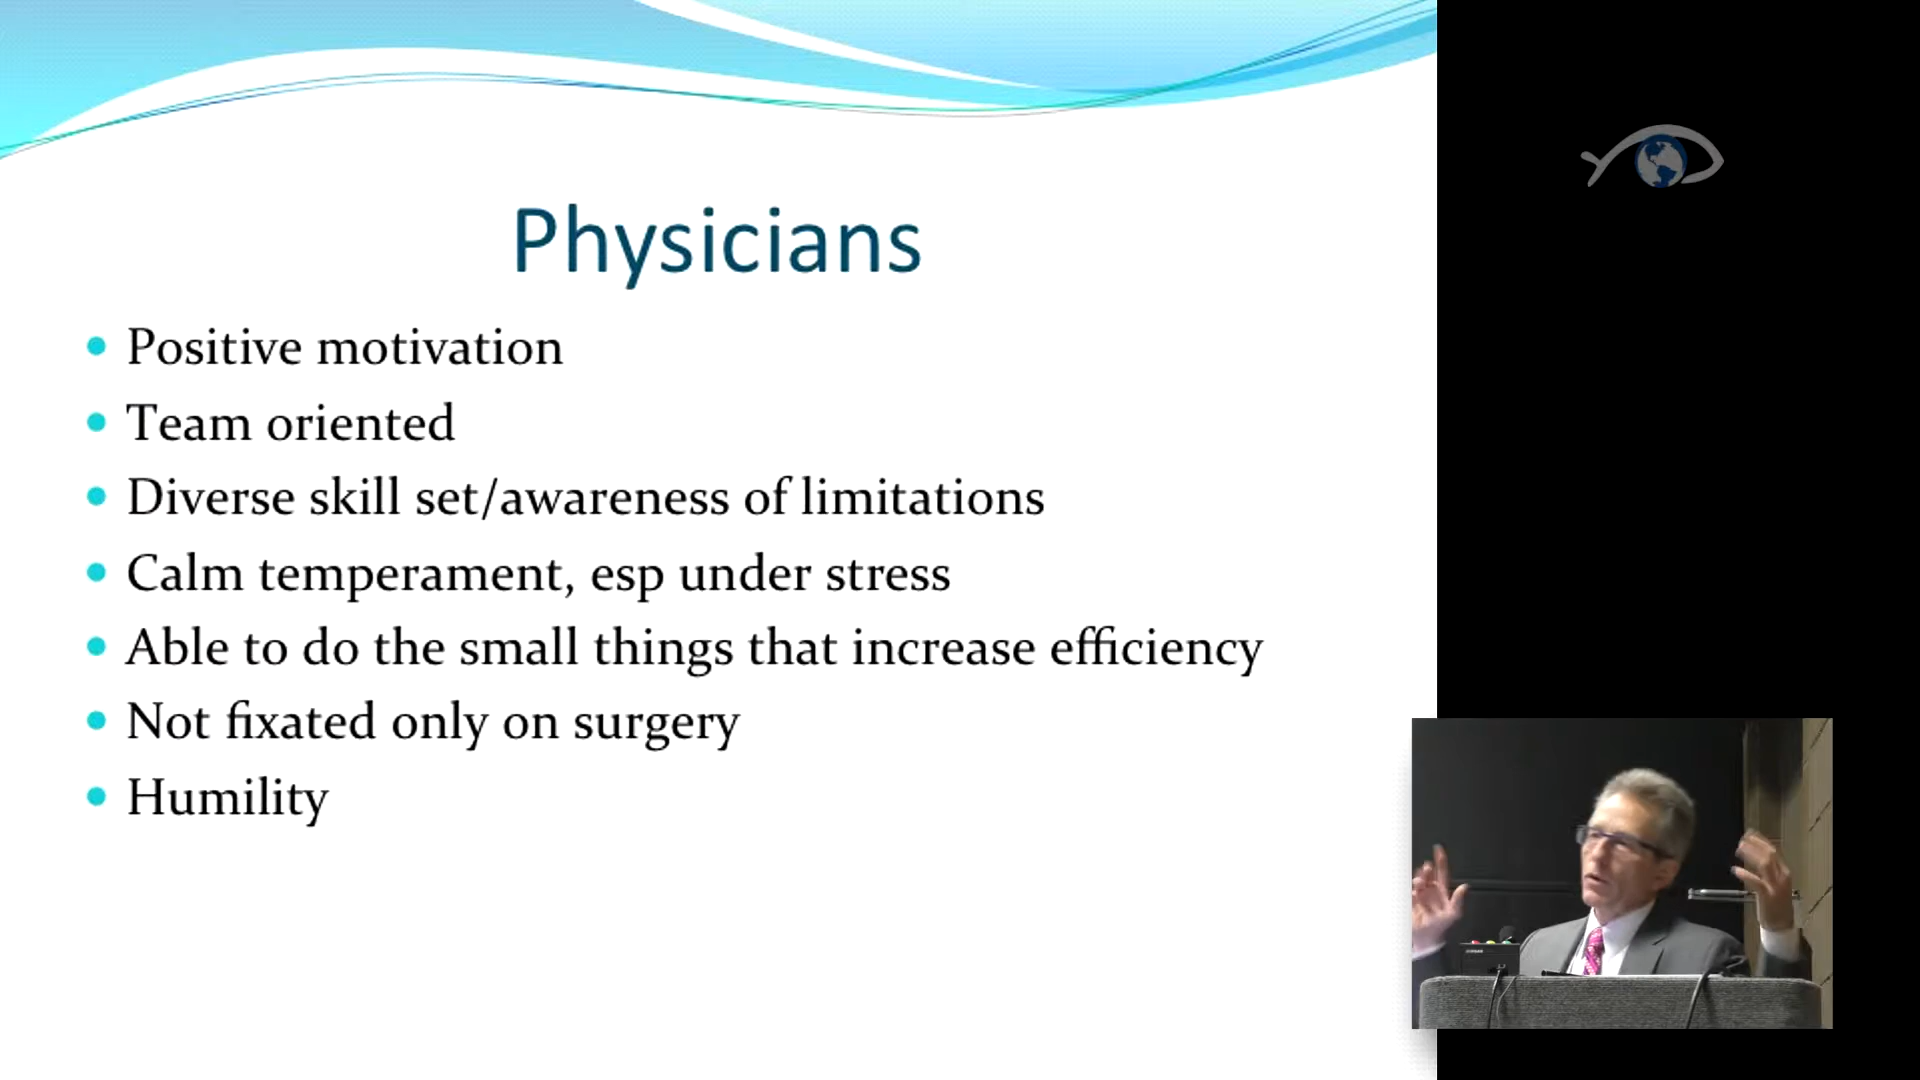 Physicians
Positive motivation
Team oriented
Diverse skill set/awareness of limitations
Calm temperament, esp under stress
Able to do the small things that increase efficiency
Not fixated only on surgery
Humility